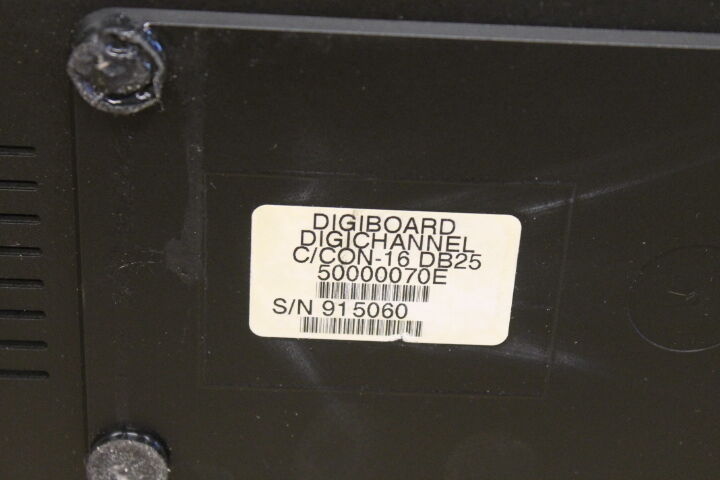 DIGIBOARD
DIGICHANNEL
C/CON-16 DB25
50000070E
S/N 915060